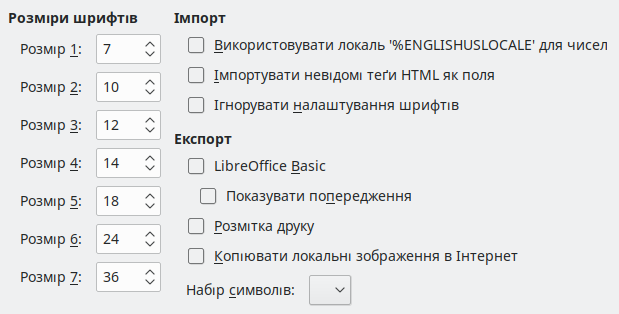 Розміри шрифтів
Розмір 1: 7
Розмір 2: 10
Розмір 3: 12
Розмір 4: 14
Розмір 5: 18
Розмір 6: 24
Розмір 7: 36
Імпорт
Використовувати локаль '%ENGLISHUSLOCALE' для чисел
Імпортувати невідомі теґи HTML як поля
Ігнорувати налаштування шрифтів
Експорт
LibreOffice Basic
Показувати попередження
Розмітка друку
Копіювати локальні зображення в Інтернет
Набір символів: